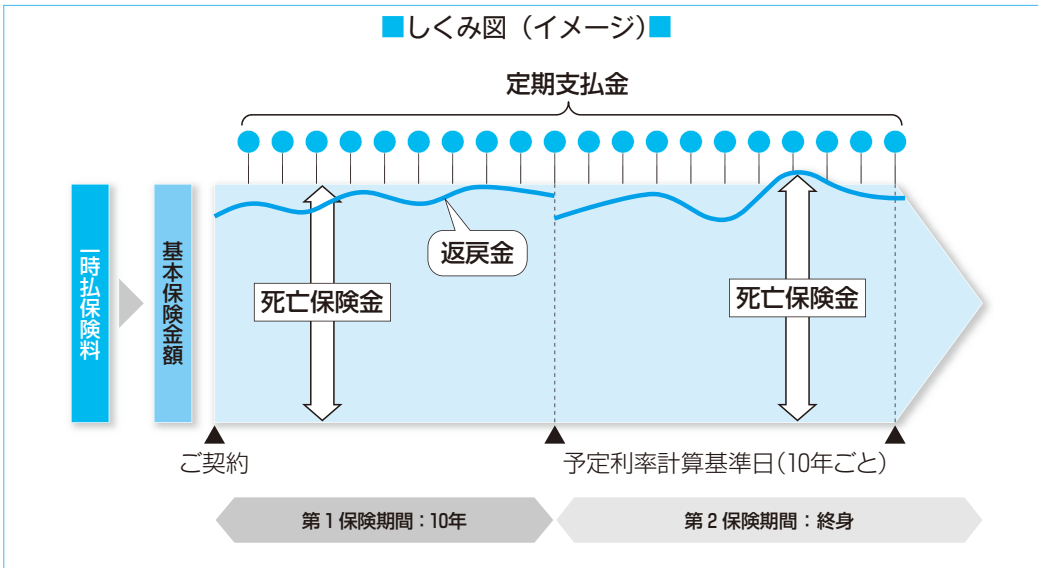 ■しくみ図（イメージ）■
定期支払金
一時払保険料
基本保険金額
返戻金
死亡保険金
死亡保険金
ご契約
予定利率計算基準日（10年ごと）
第1保険期間：10年
第2保険期間：終身